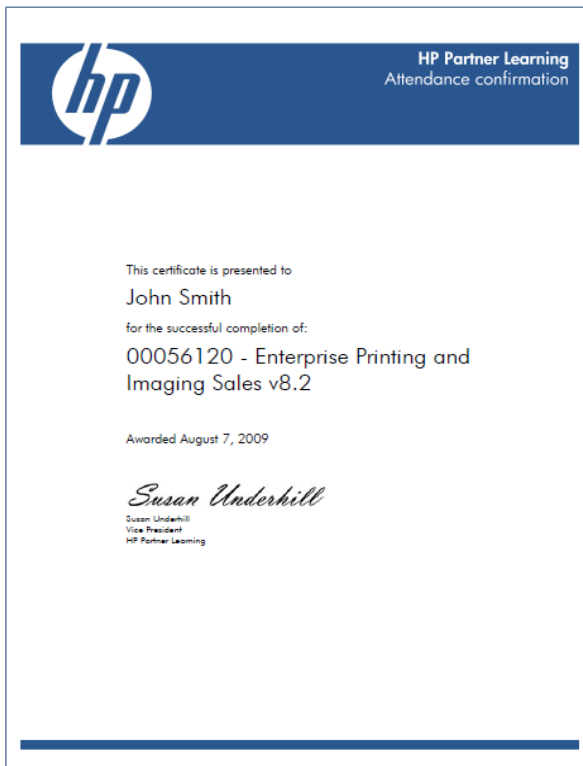 hp
HP Partner Learning
Attendance confirmation
This certificate is presented to
John Smith
for the successful completion of:
00056120 - Enterprise Printing and
Imaging Sales v8.2
Awarded August 7, 2009
Susan Underhill
Susan Underhill
Vice President
HP Partner Learning